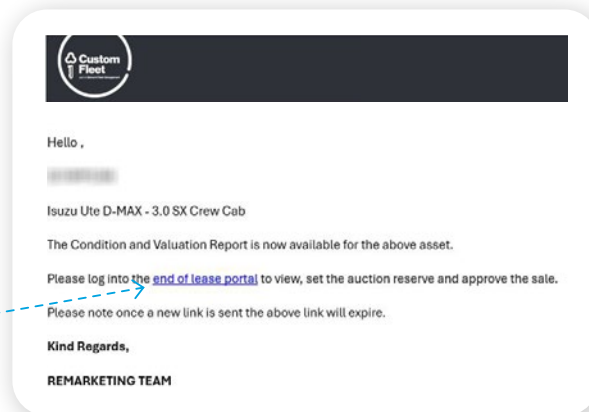 Custom
Fleet
Hello ,
Isuzu Ute D-MAX - 3.0 SX Crew Cab
The Condition and Valuation Report is now available for the above asset.
Please log into the end of lease portal to view, set the auction reserve and approve the sale.
Please note once a new link is sent the above link will expire.
Kind Regards,
REMARKETING TEAM